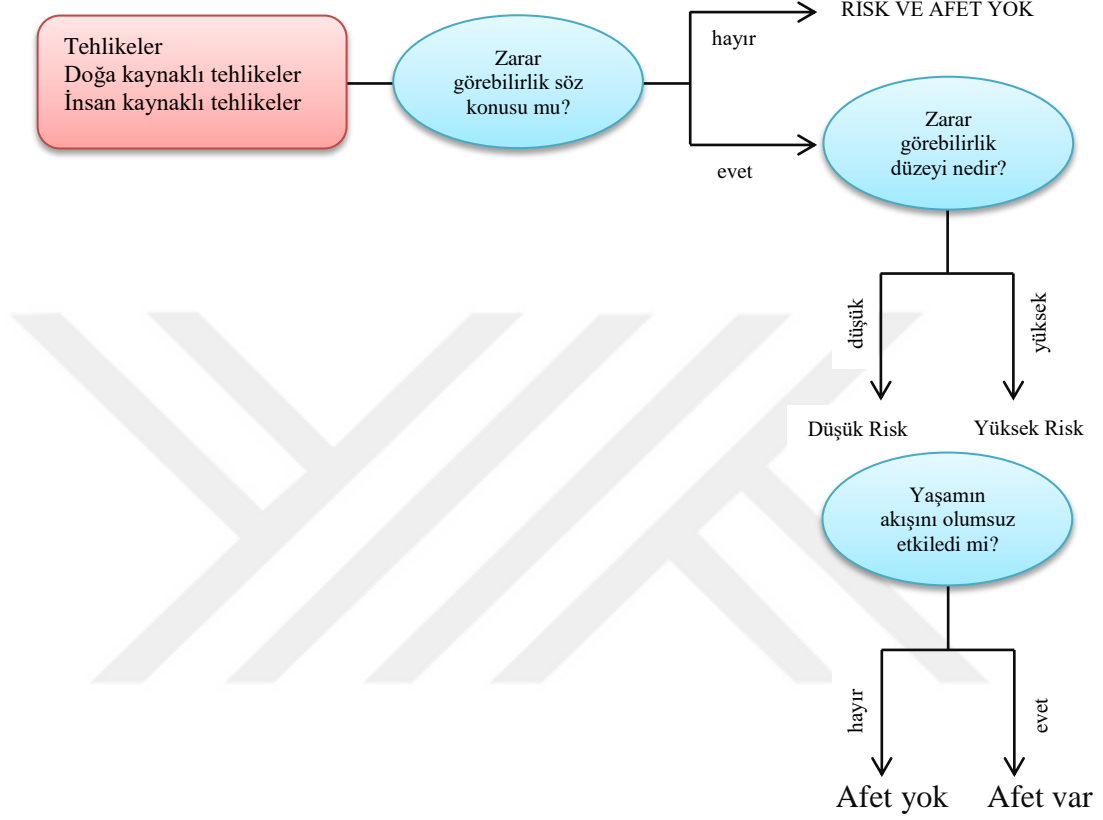 RISK VE AFET YOK
hayır
Tehlikeler
Doğa kaynaklı tehlikeler
İnsan kaynaklı tehlikeler
Zarar
görebilirlik söz
konusu mu?
evet
Zarar
görebilirlik
düzeyi nedir?
düşük
yüksek
Düşük Risk
Yüksek Risk
Yaşamın
akışını olumsuz
etkiledi mi?
hayır
evet
Afet yok
Afet var